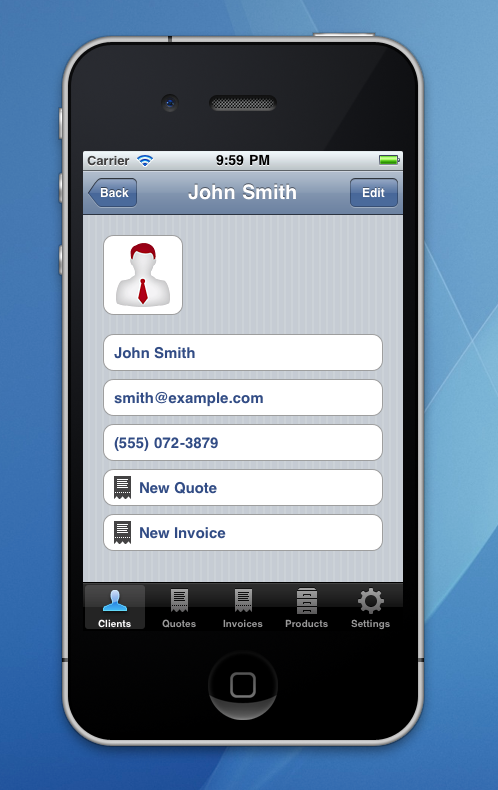 Carrier 9:59 PM
Back John Smith Edit
John Smith
smith@example.com
(555) 072-3879
New Quote
New Invoice
Clients Quotes Invoices Products Settings